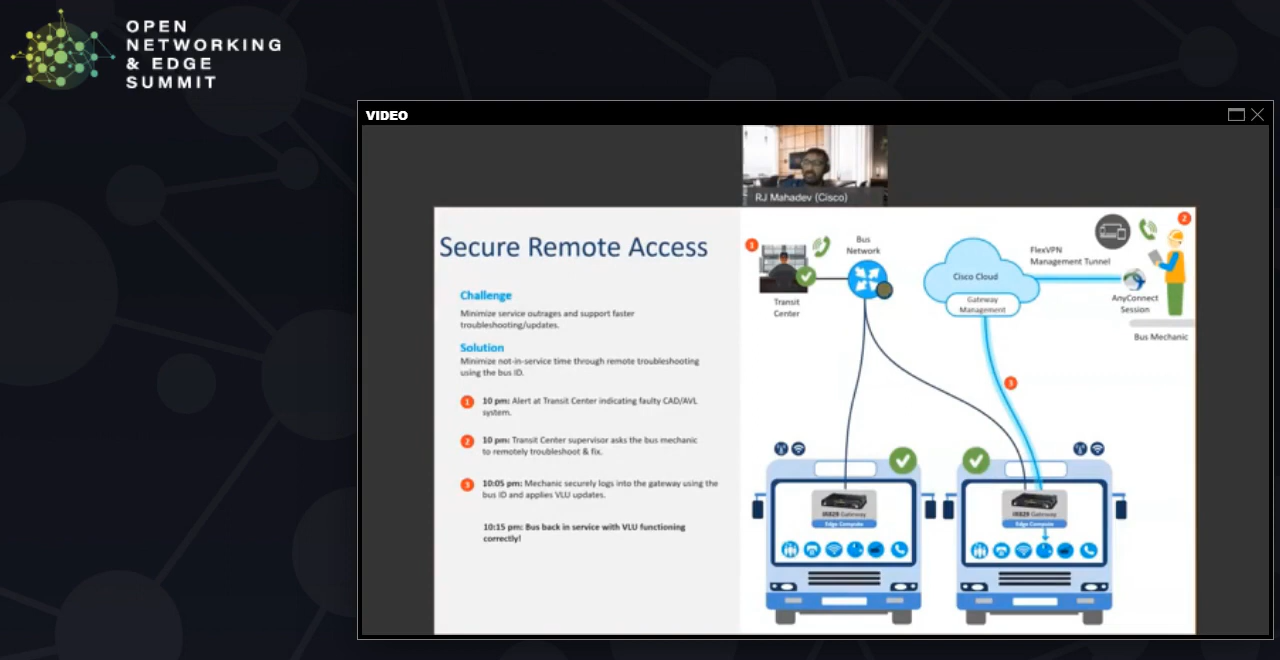 OPEN
NETWORKING
& EDGE
SUMMIT
VIDEO
RJ Mahadev (Cisco)
Secure Remote Access
Challenge
Minimize service outrages and support faster
troubleshooting/updates.
Solution
Minimize not-in-service time through remote troubleshooting
using the bus ID.
1 10 pm: Alert at Transit Center indicating faulty CAD/AVL
system.
2 10 pm: Transit Center supervisor asks the bus mechanic
to remotely troubleshoot & fix.
3 10:05 pm: Mechanic securely logs into the gateway using the
bus ID and applies VLU updates.
10:15 pm: Bus back in service with VLU functioning
correctly!
1
Transit
Center
Bus
Network
Cisco Cloud
Gateway
Management
FlexVPN
Management Tunnel
2
AnyConnect
Session
Bus Mechanic
3
IR829 Gateway
Edge Compute
IR829 Gateway
Edge Compute